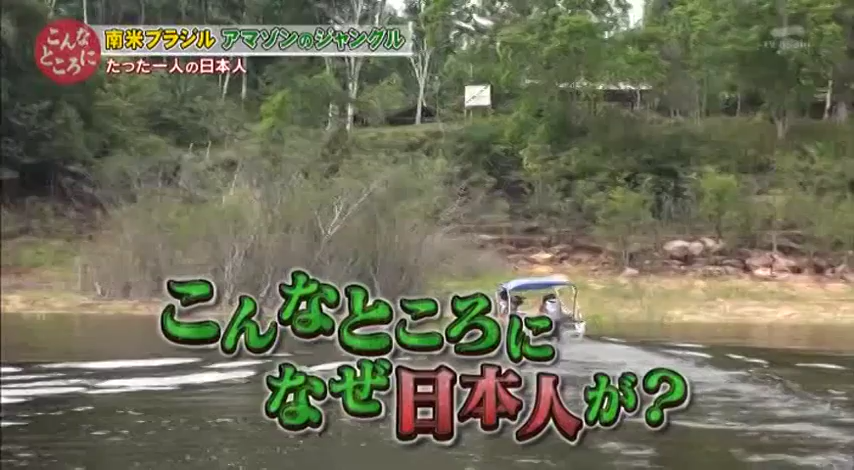 こんな
ところに
南米ブラジル アマゾンのジャングル
たった一人の日本人
こんなところに
なぜ日本人が?